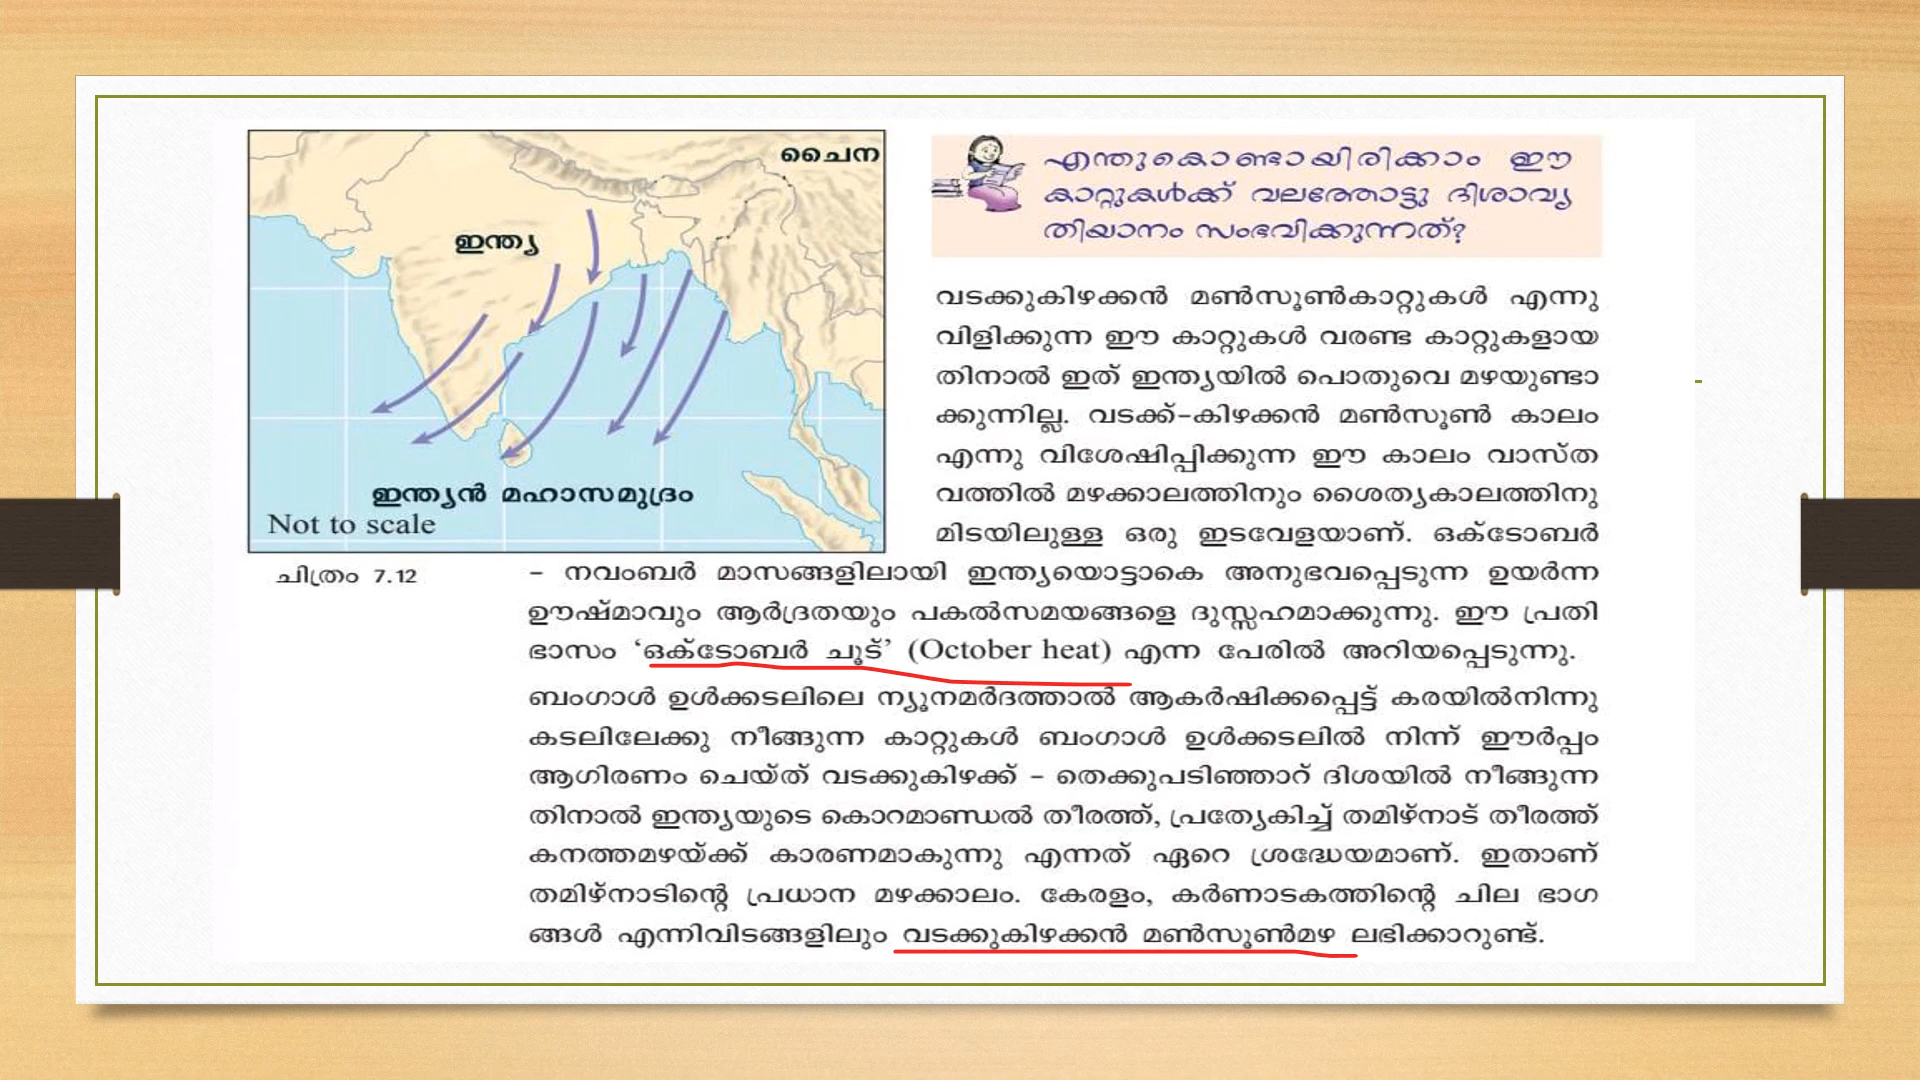 ചൈന
ഇന്ത്യ
ഇന്ത്യൻ മഹാസമുദ്രം
Not to scale
ചിത്രം 7.12
എന്തുകൊണ്ടായിരിക്കാം ഈ
കാറ്റുകൾക്ക് വലത്തോട്ടു ദിശാവ്യ
തിയാനം സംഭവിക്കുന്നത്?
വടക്കുകിഴക്കൻ മൺസൂൺകാറ്റുകൾ എന്നു
വിളിക്കുന്ന ഈ കാറ്റുകൾ വരണ്ട കാറ്റുകളായ
തിനാൽ ഇത് ഇന്ത്യയിൽ പൊതുവെ മഴയുണ്ടാ
ക്കുന്നില്ല. വടക്ക്-കിഴക്കൻ മൺസൂൺ കാലം
എന്നു വിശേഷിപ്പിക്കുന്ന ഈ കാലം വാസ്ത
വത്തിൽ മഴക്കാലത്തിനും ശൈത്യകാലത്തിനു
മിടയിലുള്ള ഒരു ഇടവേളയാണ്. ഒക്ടോബർ
– നവംബർ മാസങ്ങളിലായി ഇന്ത്യയൊട്ടാകെ അനുഭവപ്പെടുന്ന ഉയർന്ന
ഊഷ്മാവും ആർദ്രതയും പകൽസമയങ്ങളെ ദുസ്സഹമാക്കുന്നു. ഈ പ്രതി
ഭാസം ‘ഒക്ടോബർ ചൂട്’ (October heat) എന്ന പേരിൽ അറിയപ്പെടുന്നു.
ബംഗാൾ ഉൾക്കടലിലെ ന്യൂനമർദത്താൽ ആകർഷിക്കപ്പെട്ട് കരയിൽനിന്നു
കടലിലേക്കു നീങ്ങുന്ന കാറ്റുകൾ ബംഗാൾ ഉൾക്കടലിൽ നിന്ന് ഈർപ്പം
ആഗിരണം ചെയ്ത് വടക്കുകിഴക്ക് – തെക്കുപടിഞ്ഞാറ് ദിശയിൽ നീങ്ങുന്ന
തിനാൽ ഇന്ത്യയുടെ കൊറമാണ്ഡൽ തീരത്ത്, പ്രത്യേകിച്ച് തമിഴ്നാട് തീരത്ത്
കനത്തമഴയ്ക്ക് കാരണമാകുന്നു എന്നത് ഏറെ ശ്രദ്ധേയമാണ്. ഇതാണ്
തമിഴ്നാടിന്റെ പ്രധാന മഴക്കാലം. കേരളം, കർണാടകത്തിന്റെ ചില ഭാഗ
ങ്ങൾ എന്നിവിടങ്ങളിലും വടക്കുകിഴക്കൻ മൺസൂൺമഴ ലഭിക്കാറുണ്ട്.